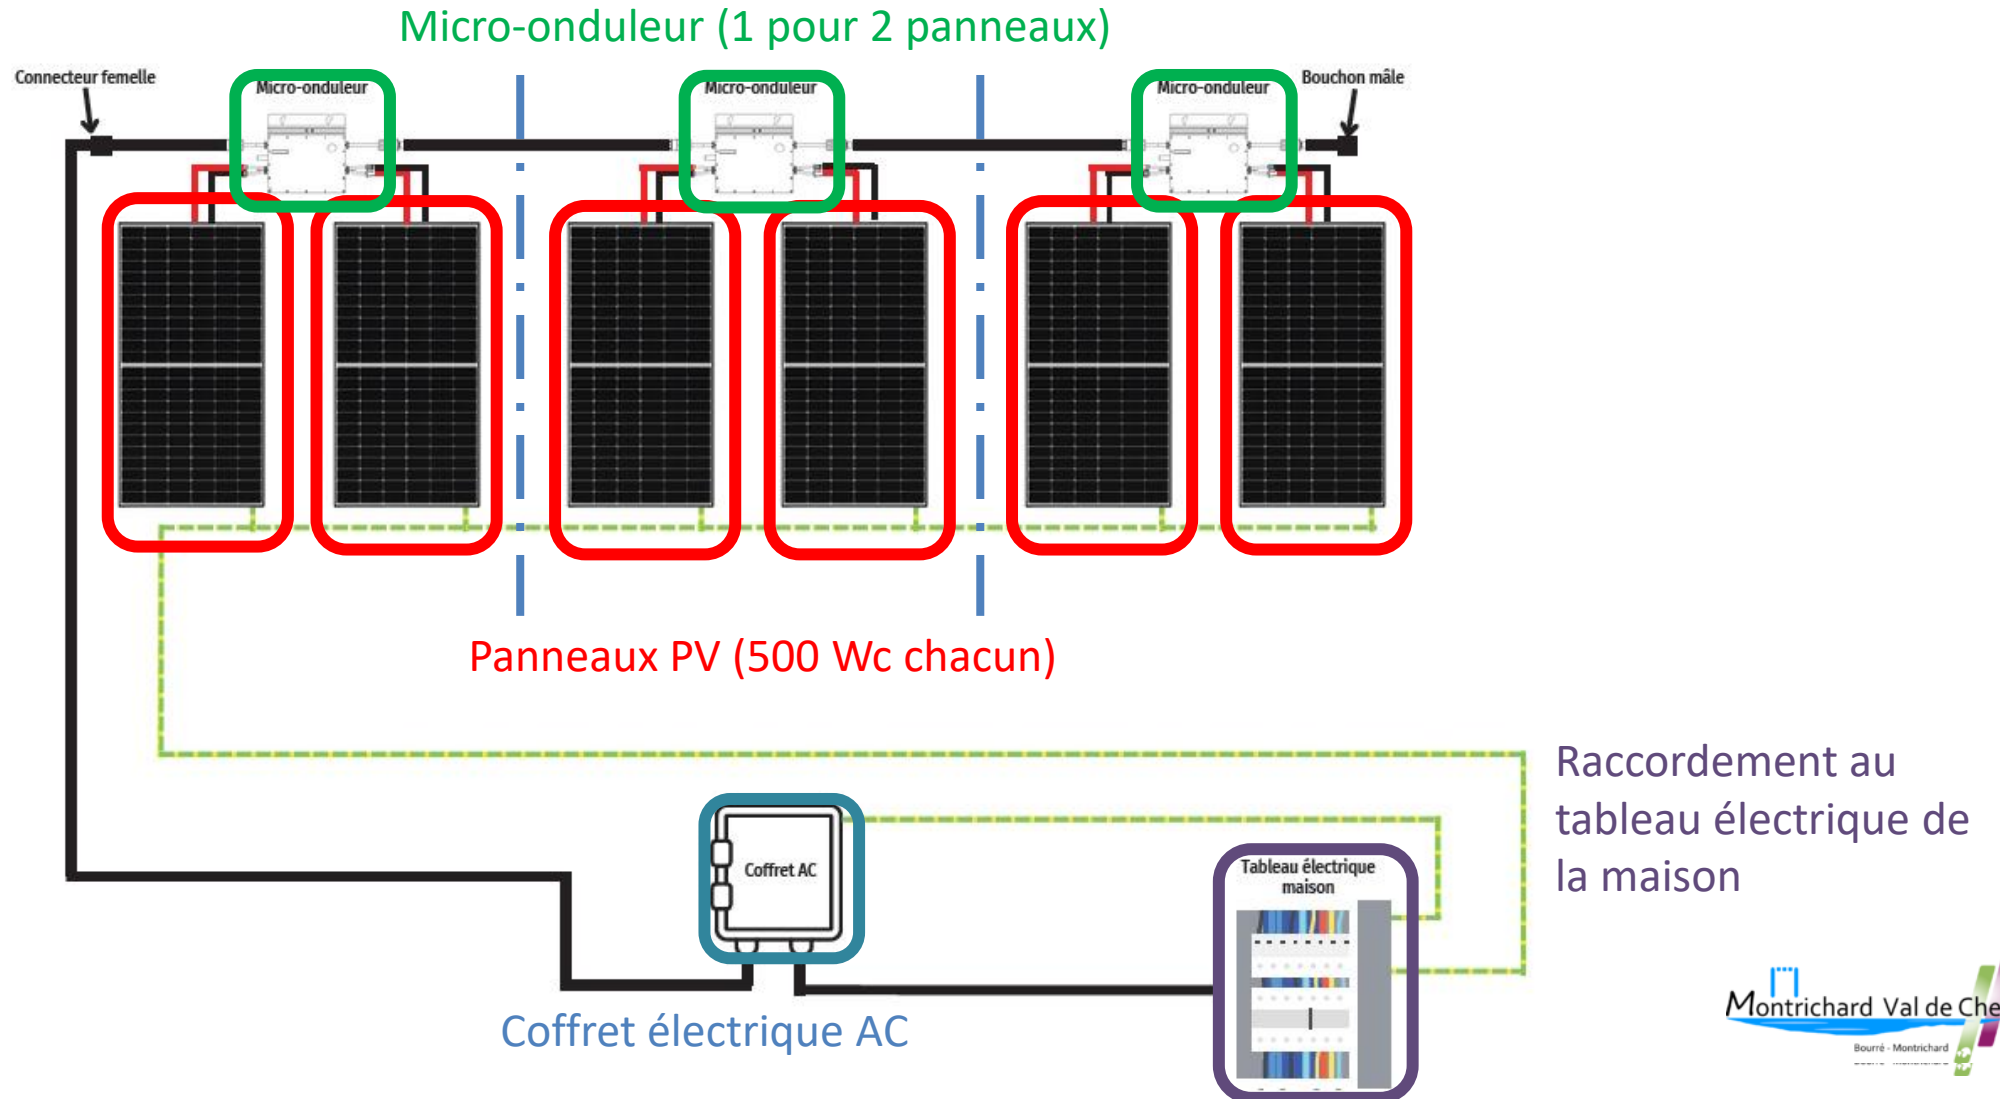 Micro-onduleur (1 pour 2 panneaux)
Connecteur femelle
Micro-onduleur
Micro-onduleur
Micro-onduleur
Bouchon mâle
Panneaux PV (500 Wc chacun)
Raccordement au
tableau électrique de
la maison
Coffret AC
Tableau électrique
maison
Coffret électrique AC
Montrichard Val de Che
Bourré - Montrichard